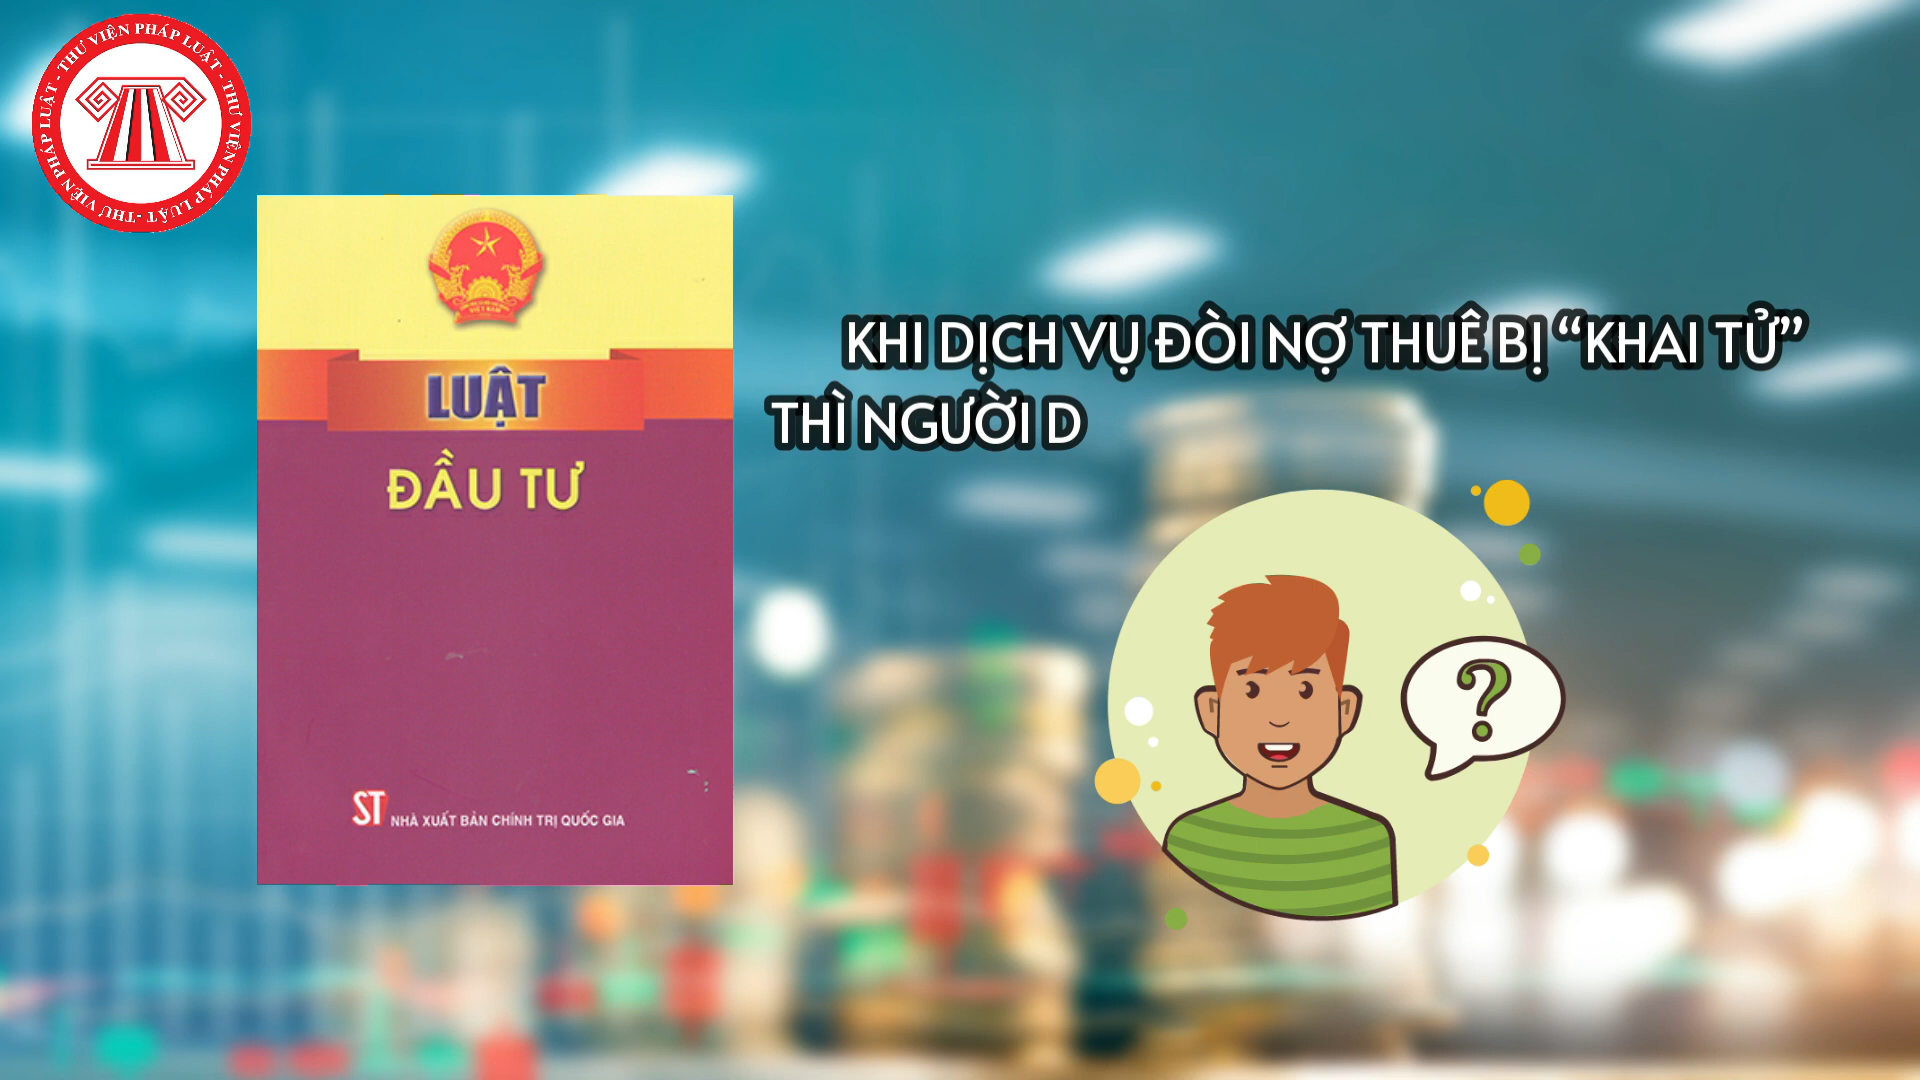 THƯ VIỆN PHÁP LUẬT - THƯ VIỆN PHÁP LUẬT - THƯ VIỆN PHÁP LUẬT -
LUẬT
ĐẦU TƯ
ST NHÀ XUẤT BẢN CHÍNH TRỊ QUỐC GIA
KHI DỊCH VỤ ĐÒI NỢ THUÊ BỊ “KHAI TỬ”
THÌ NGƯỜI D
?